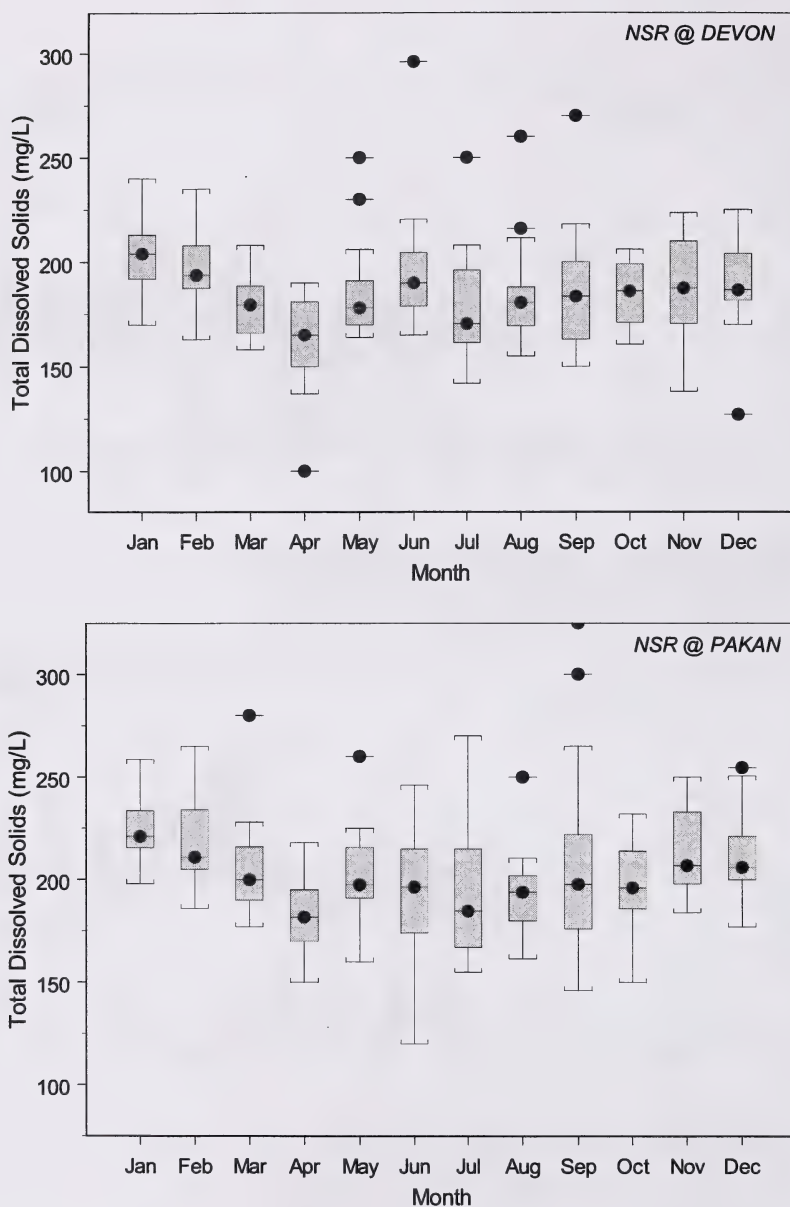 NSR @ DEVON
Total Dissolved Solids (mg/L)
300
250
200
150
100
Jan Feb Mar Apr May Jun Jul Aug Sep Oct Nov Dec
Month
NSR @ PAKAN
Total Dissolved Solids (mg/L)
300
250
200
150
100
Jan Feb Mar Apr May Jun Jul Aug Sep Oct Nov Dec
Month